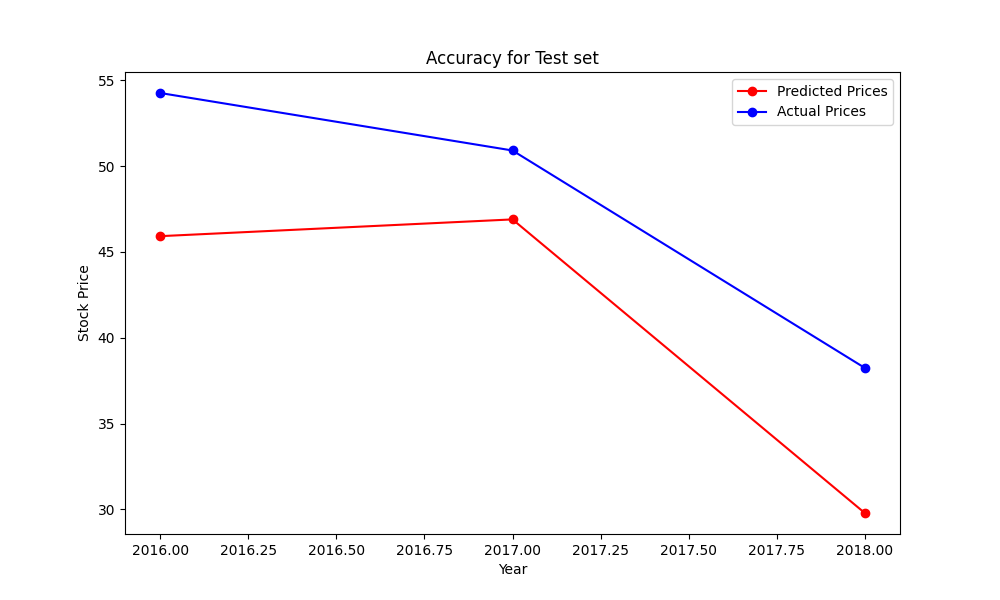 Accuracy for Test set
Predicted Prices
Actual Prices
55
50
45
40
35
30
Stock Price
2016.00 2016.25 2016.50 2016.75 2017.00 2017.25 2017.50 2017.75 2018.00
Year